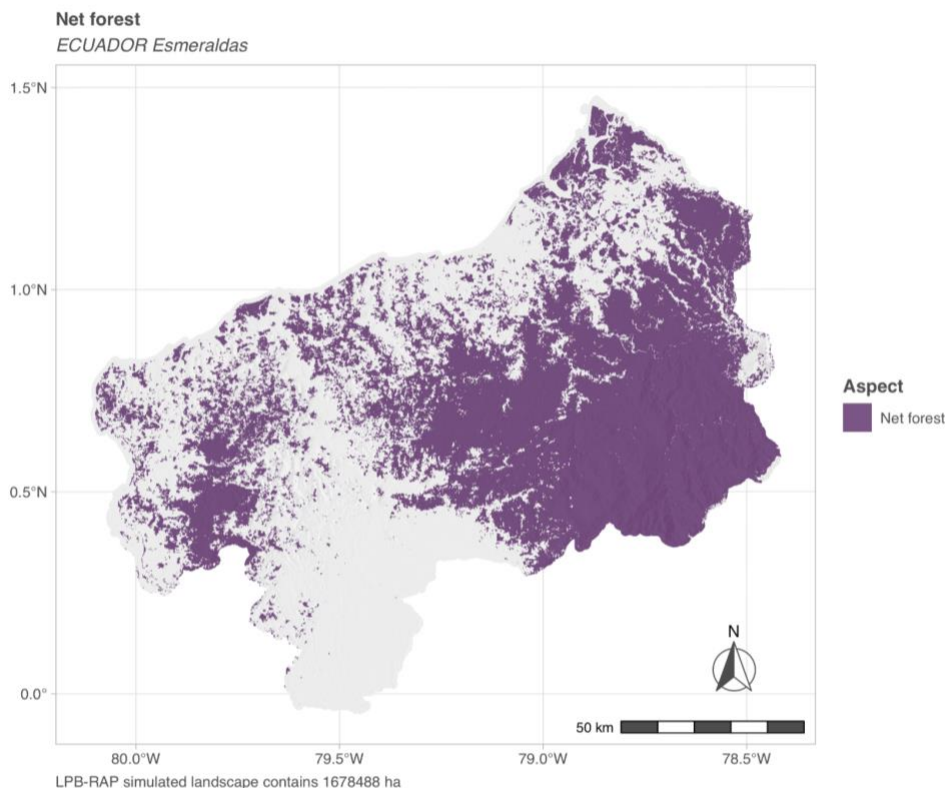 Net forest
ECUADOR Esmeraldas
1.5°N
1.0°N
0.5°N
0.0°
80.0°W 79.5°W 79.0°W 78.5°W
N
50 km
Aspect
Net forest
LPB-RAP simulated landscape contains 1678488 ha